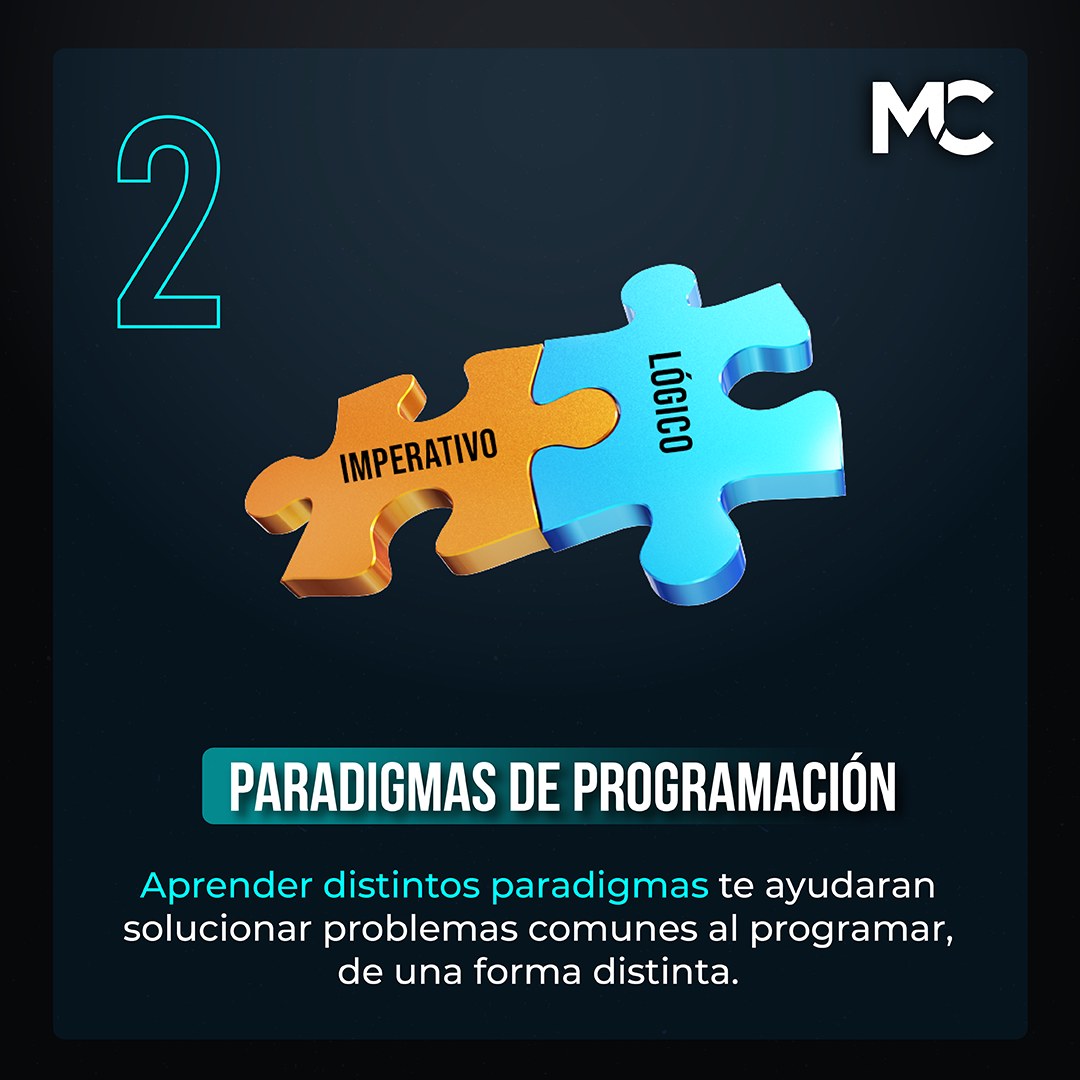 2
MC
IMPERATIVO
LÓGICO
PARADIGMAS DE PROGRAMACIÓN
Aprender distintos paradigmas te ayudaran
solucionar problemas comunes al programar,
de una forma distinta.